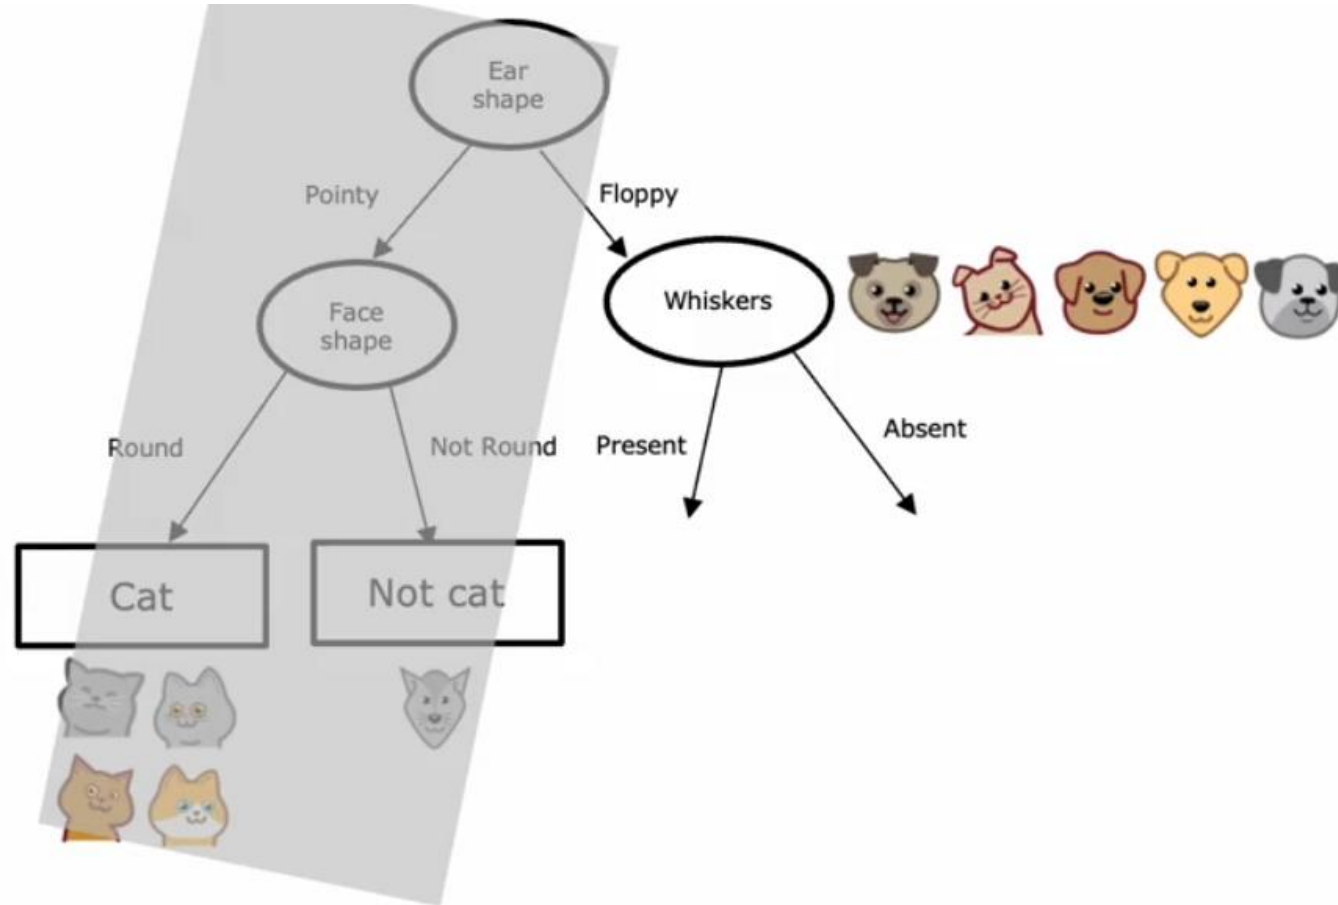 Ear
shape
Pointy
Floppy
Face
shape
Whiskers
Round
Not Round
Present
Absent
Cat
Not cat